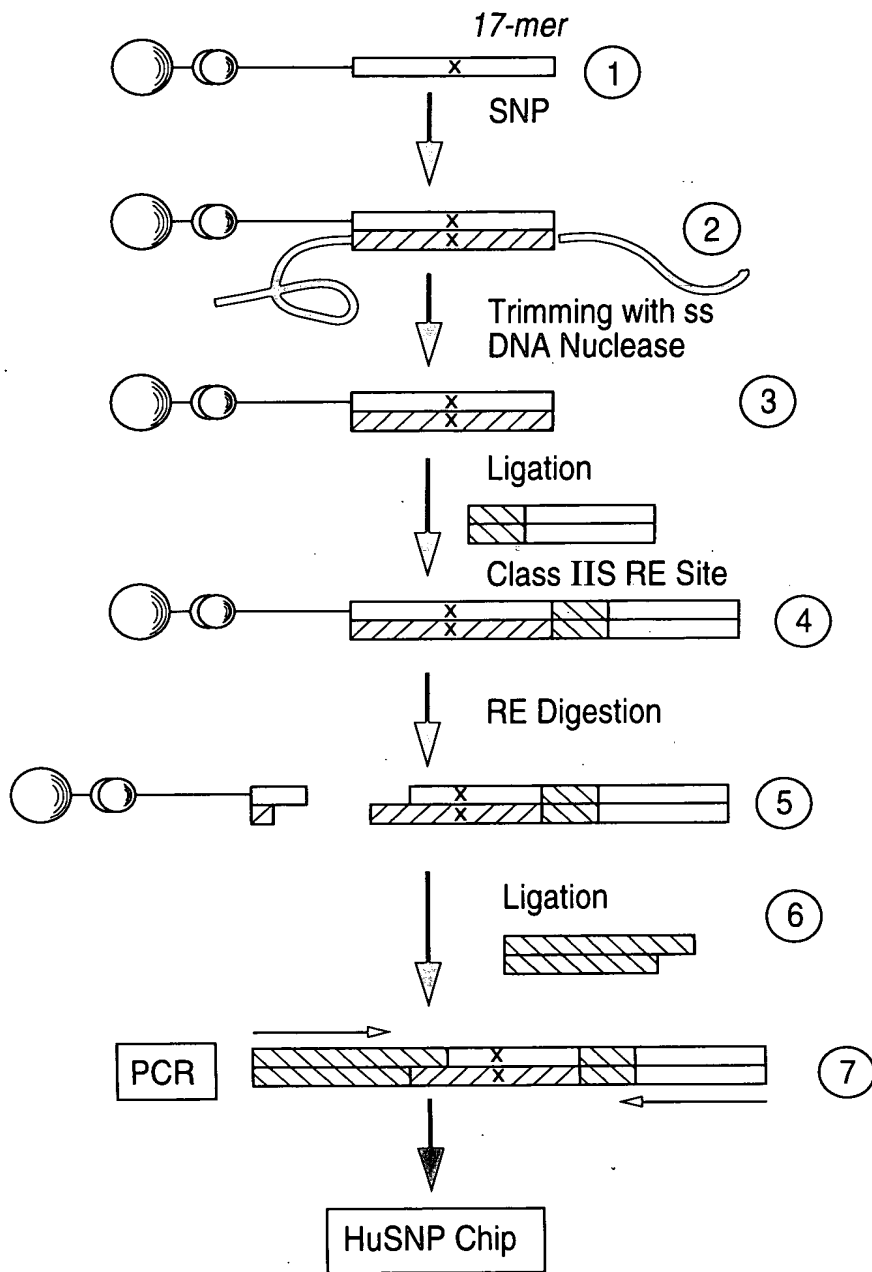 17-mer
x
1
SNP
x
x
2
Trimming with ss
DNA Nuclease
x
x
3
Ligation
Class IIS RE Site
x
x
4
RE Digestion
x
x
5
Ligation
6
PCR
x
x
7
HuSNP Chip